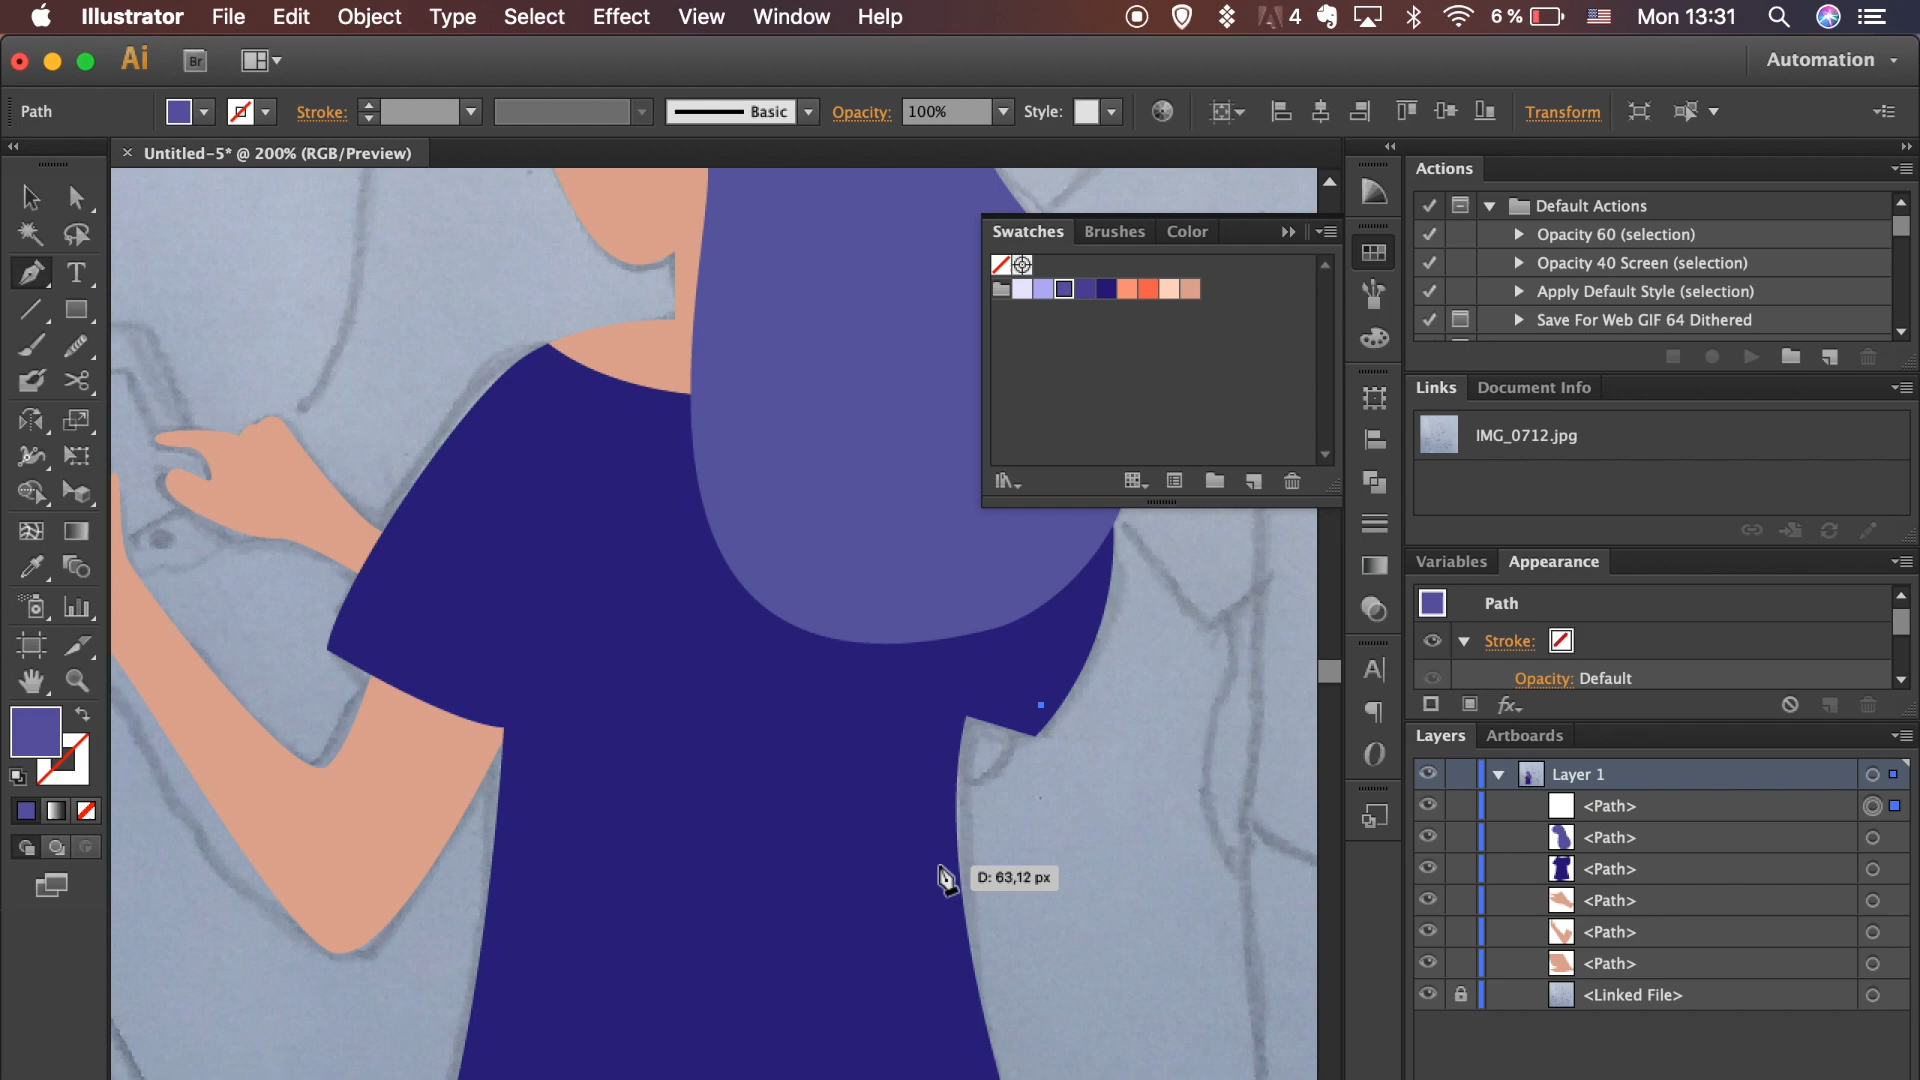 Illustrator File Edit Object Type Select Effect View Window Help 4 6 % Mon 13:31
Ai Br Automation
Path Stroke: Basic Opacity: 100% Style: Transform
Untitled-5* @ 200% (RGB/Preview)
Swatches Brushes Color
D: 63,12 px
Actions
Default Actions
Opacity 60 (selection)
Opacity 40 Screen (selection)
Apply Default Style (selection)
Save For Web GIF 64 Dithered
Links Document Info
IMG_0712.jpg
Variables Appearance
Path
Stroke:
Opacity: Default
fx
Layers Artboards
Layer 1
<Path>
<Path>
<Path>
<Path>
<Path>
<Path>
<Linked File>